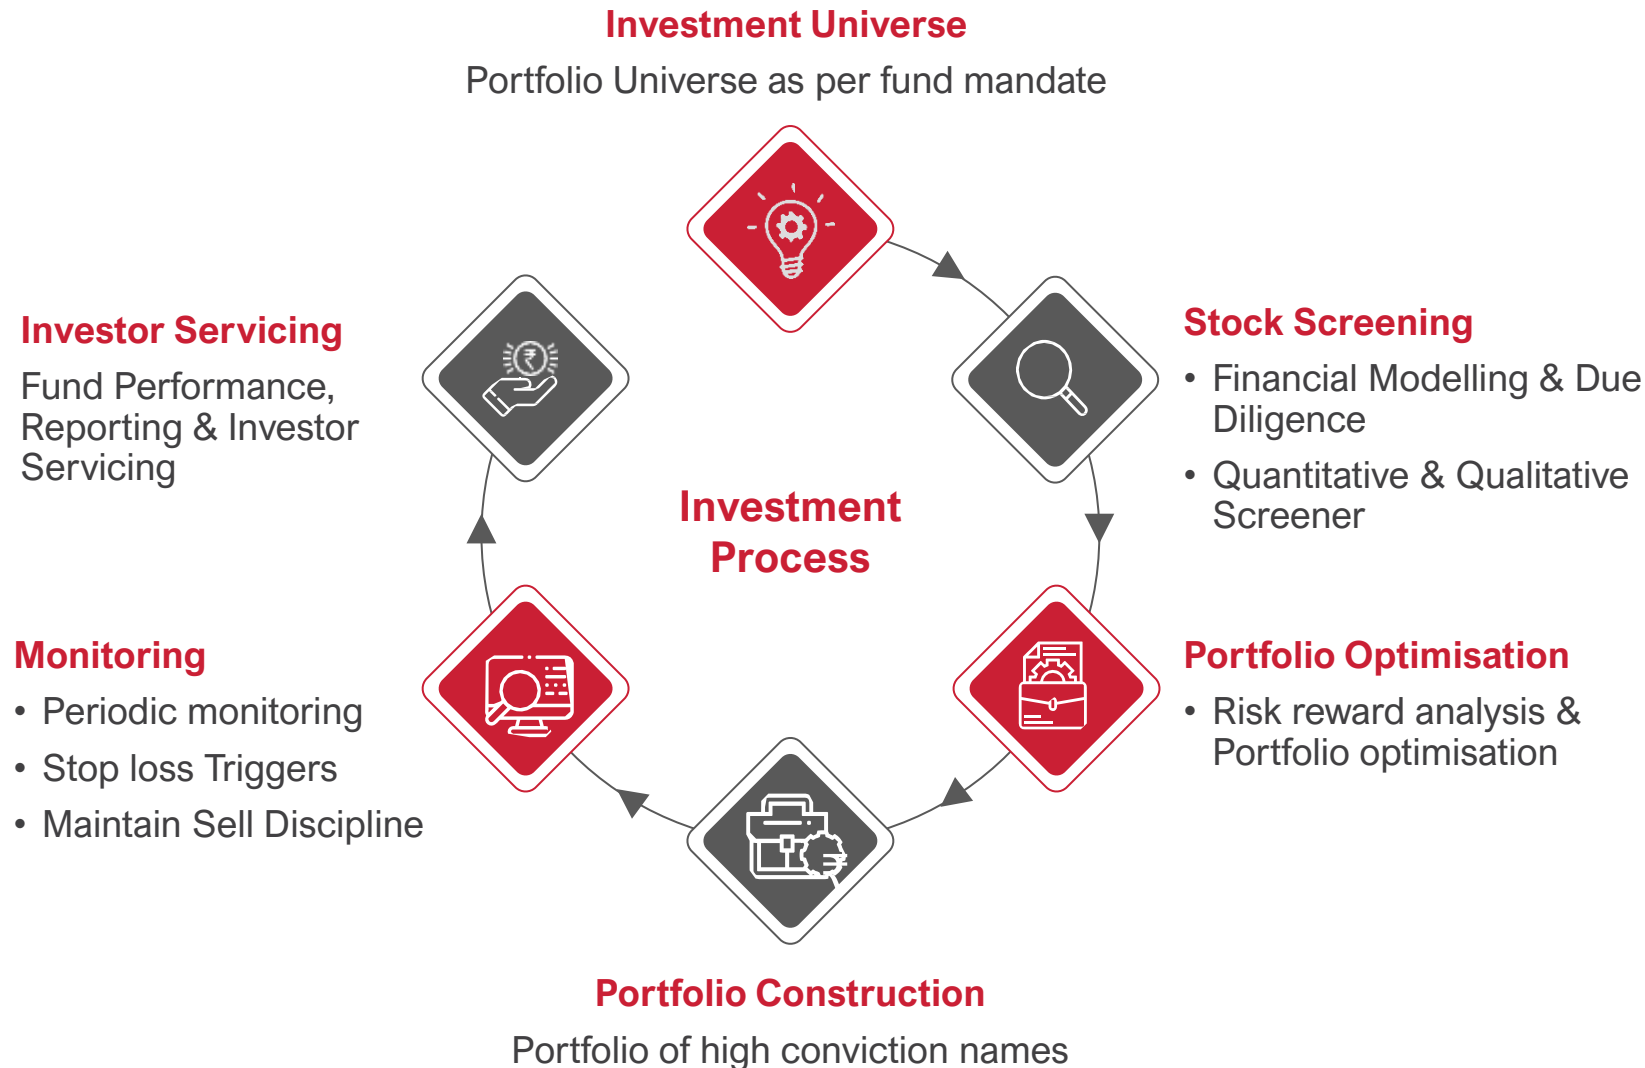 Investment Universe
Portfolio Universe as per fund mandate
Stock Screening
• Financial Modelling & Due
Diligence
• Quantitative & Qualitative
Screener
Portfolio Optimisation
• Risk reward analysis &
Portfolio optimisation
Portfolio Construction
Portfolio of high conviction names
Monitoring
• Periodic monitoring
• Stop loss Triggers
• Maintain Sell Discipline
Investor Servicing
Fund Performance,
Reporting & Investor
Servicing
Investment
Process
₹
₹